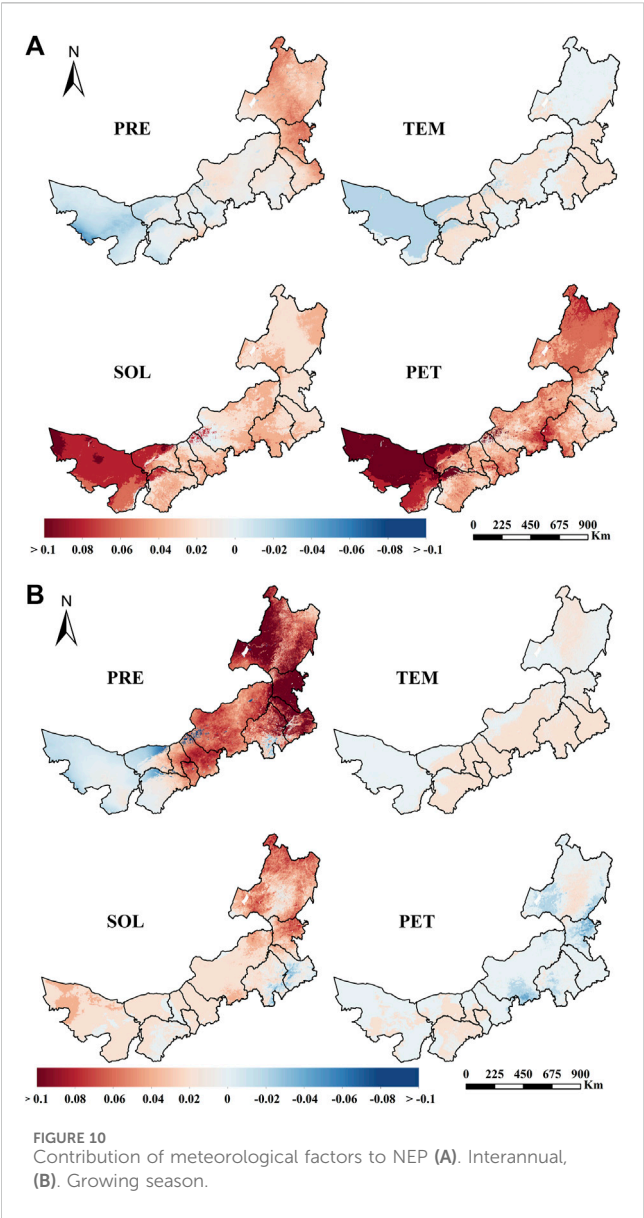 A
N
PRE
TEM
SOL
PET
> 0.1 0.08 0.06 0.04 0.02 0 -0.02 -0.04 -0.06 -0.08 > -0.1
0 225 450 675 900
Km
B
N
PRE
TEM
SOL
PET
> 0.1 0.08 0.06 0.04 0.02 0 -0.02 -0.04 -0.06 -0.08 > -0.1
0 225 450 675 900
Km
FIGURE 10
Contribution of meteorological factors to NEP (A). Interannual,
(B). Growing season.